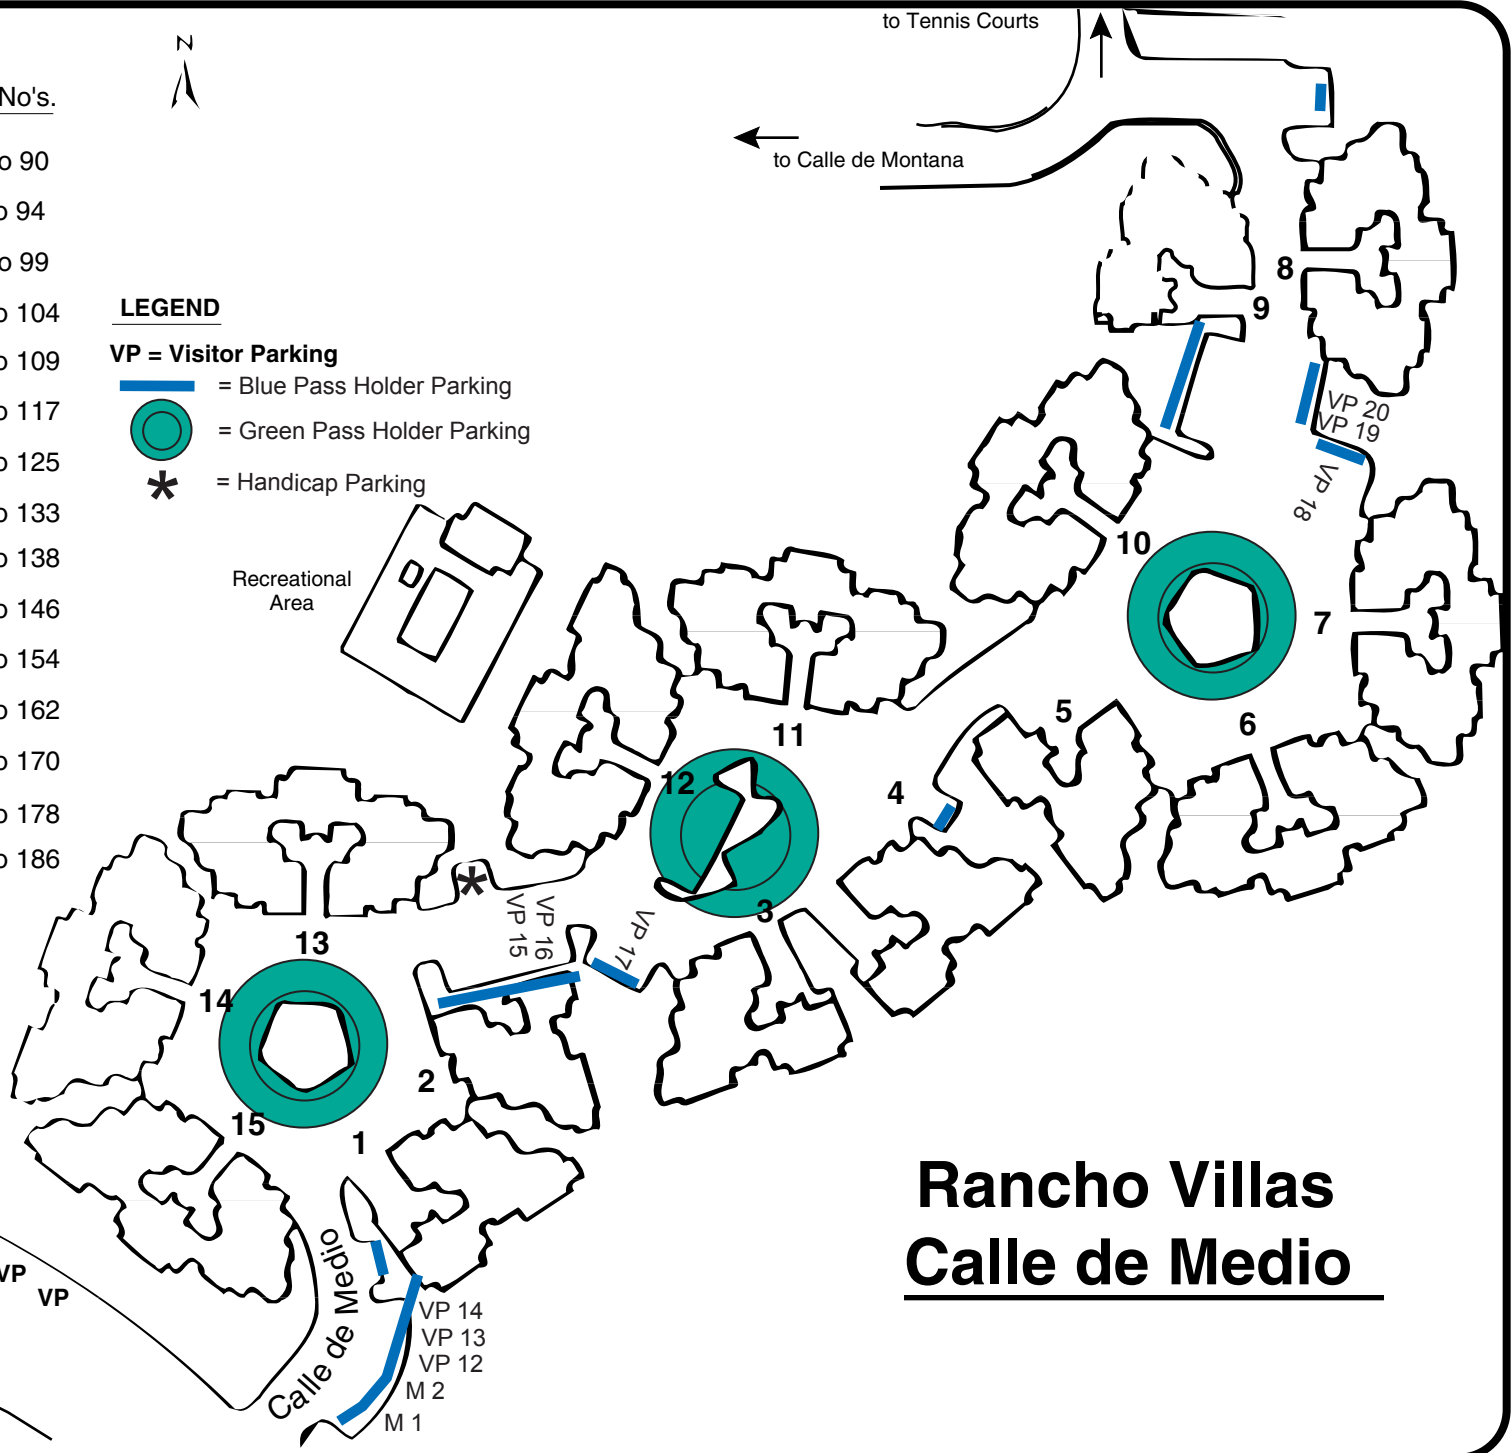 to Tennis Courts
N
No's.
to Calle de Montana
o 90
o 94
o 99
8
9
LEGEND
o 104
VP = Visitor Parking
o 109
= Blue Pass Holder Parking
VP 20
VP 19
o 117
= Green Pass Holder Parking
o 125
* = Handicap Parking
VP 18
o 133
10
o 138
Recreational
Area
o 146
7
o 154
5
6
o 162
11
o 170
12
4
o 178
o 186
*
3
VP 16
VP 15
VP 17
13
14
2
15
1
Rancho Villas
Calle de Medio
Calle de Medio
VP
VP
VP 14
VP 13
VP 12
M 2
M 1